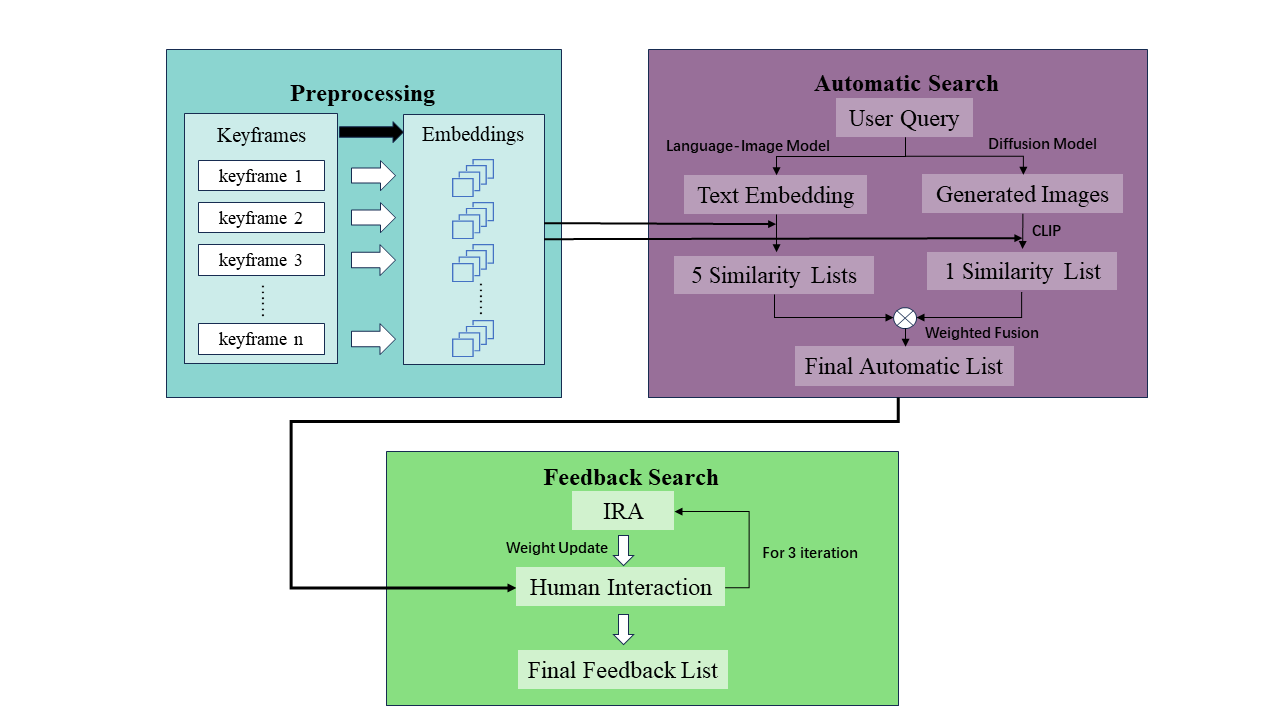 Preprocessing
Keyframes
keyframe 1
keyframe 2
keyframe 3
keyframe n
Embeddings
Automatic Search
User Query
Language-Image Model
Diffusion Model
Text Embedding
Generated Images
CLIP
5 Similarity Lists
1 Similarity List
Weighted Fusion
Final Automatic List
Feedback Search
IRA
Weight Update
For 3 iteration
Human Interaction
Final Feedback List